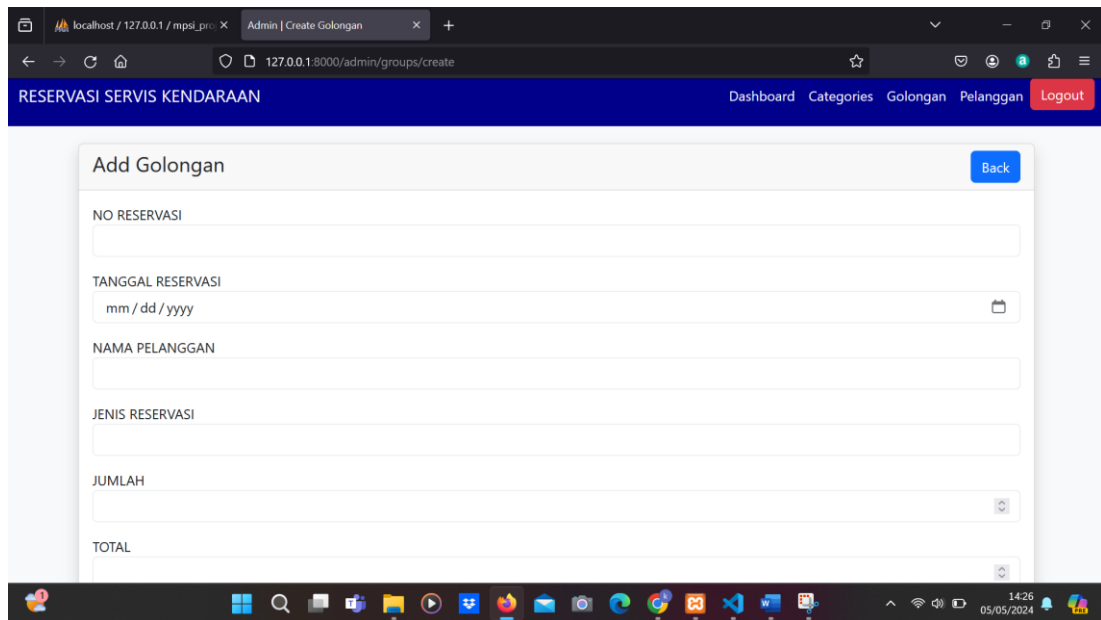 localhost / 127.0.0.1 / mpsi_pro
Admin | Create Golongan
127.0.0.1:8000/admin/groups/create
RESERVASI SERVIS KENDARAAN
Dashboard Categories Golongan Pelanggan Logout
Add Golongan
Back
NO RESERVASI
TANGGAL RESERVASI
mm / dd / yyyy
NAMA PELANGGAN
JENIS RESERVASI
JUMLAH
TOTAL
14:26
05/05/2024